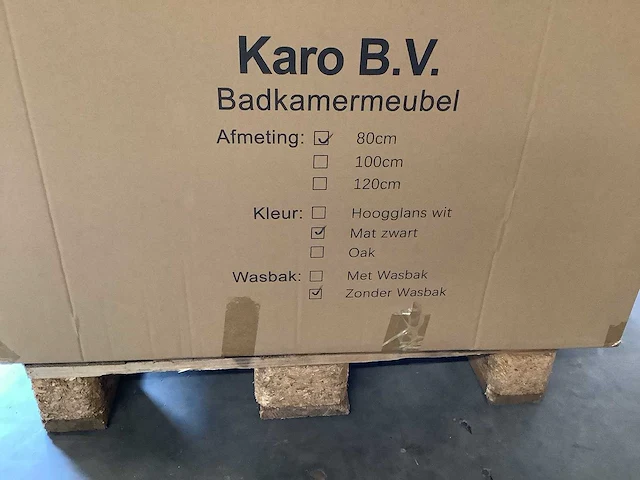 Karo B.V.
Badkamermeubel
Afmeting: ☑ 80cm
☐ 100cm
☐ 120cm
Kleur: ☐ Hoogglans wit
☑ Mat zwart
☐ Oak
Wasbak: ☐ Met Wasbak
☑ Zonder Wasbak